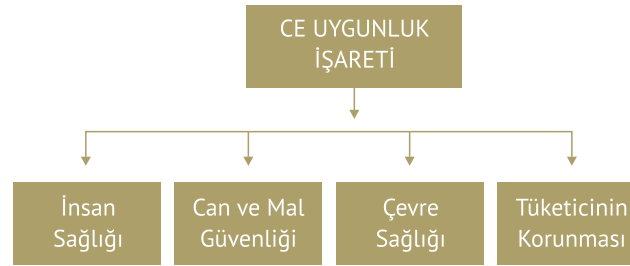 CE UYGUNLUK
İŞARETİ
İnsan
Sağlığı
Can ve Mal
Güvenliği
Çevre
Sağlığı
Tüketicinin
Korunması